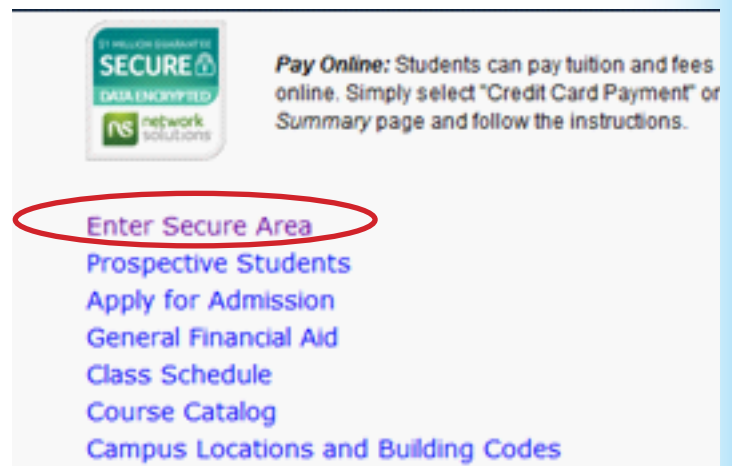 $1 MILLION GUARANTEE
SECURE
DATA ENCRYPTED
ns network
solutions
Pay Online: Students can pay tuition and fees
online. Simply select "Credit Card Payment" or
Summary page and follow the instructions.
Enter Secure Area
Prospective Students
Apply for Admission
General Financial Aid
Class Schedule
Course Catalog
Campus Locations and Building Codes